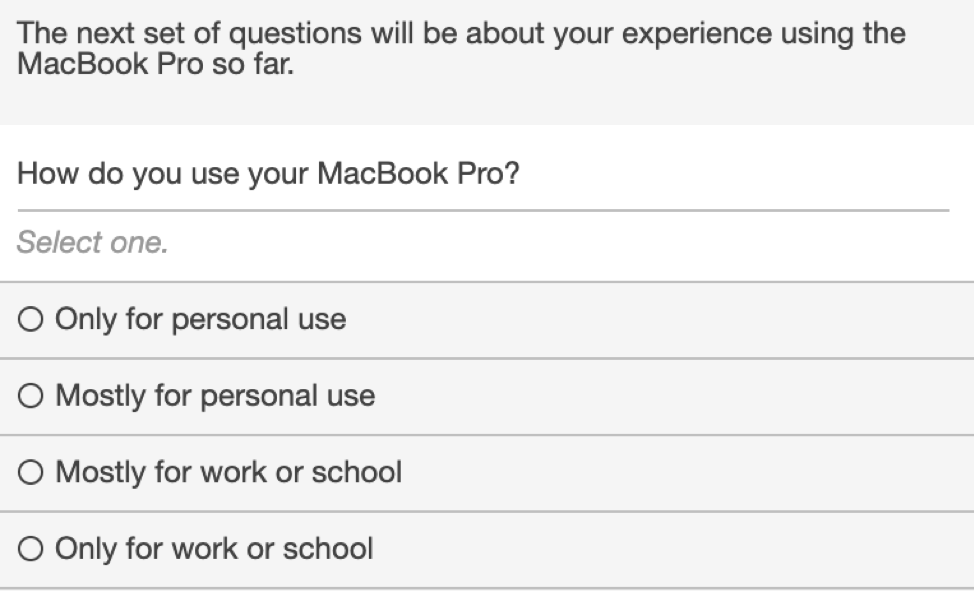 The next set of questions will be about your experience using the
MacBook Pro so far.
How do you use your MacBook Pro?
Select one.
Only for personal use
Mostly for personal use
Mostly for work or school
Only for work or school